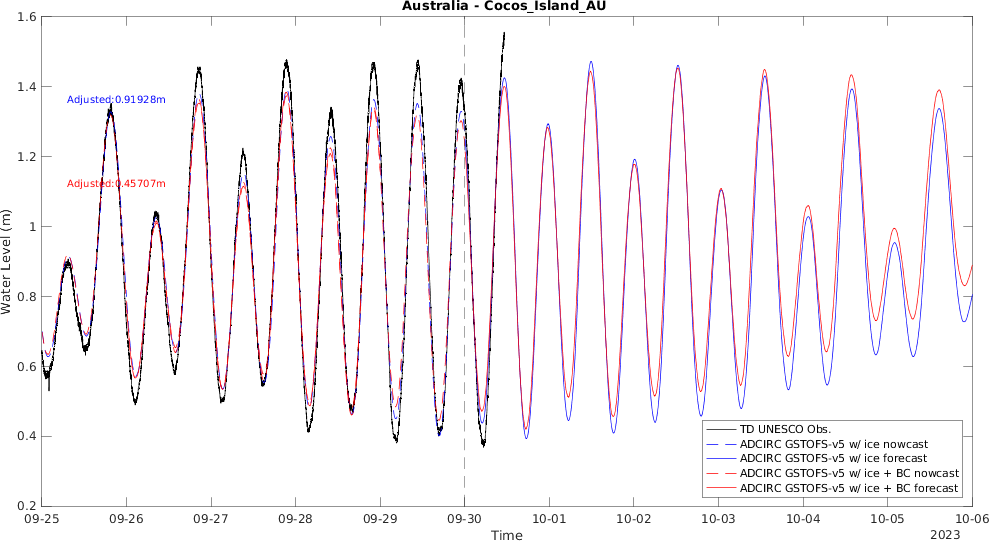 Australia - Cocos_Island_AU
1.6
1.4
1.2
1
0.8
0.6
0.4
0.2
Water Level (m)
Adjusted:0.91928m
Adjusted:0.45707m
TD UNESCO Obs.
ADCIRC GSTOFS-v5 w/ ice nowcast
ADCIRC GSTOFS-v5 w/ ice forecast
ADCIRC GSTOFS-v5 w/ ice + BC nowcast
ADCIRC GSTOFS-v5 w/ ice + BC forecast
09-25 09-26 09-27 09-28 09-29 09-30 10-01 10-02 10-03 10-04 10-05 10-06
Time
2023